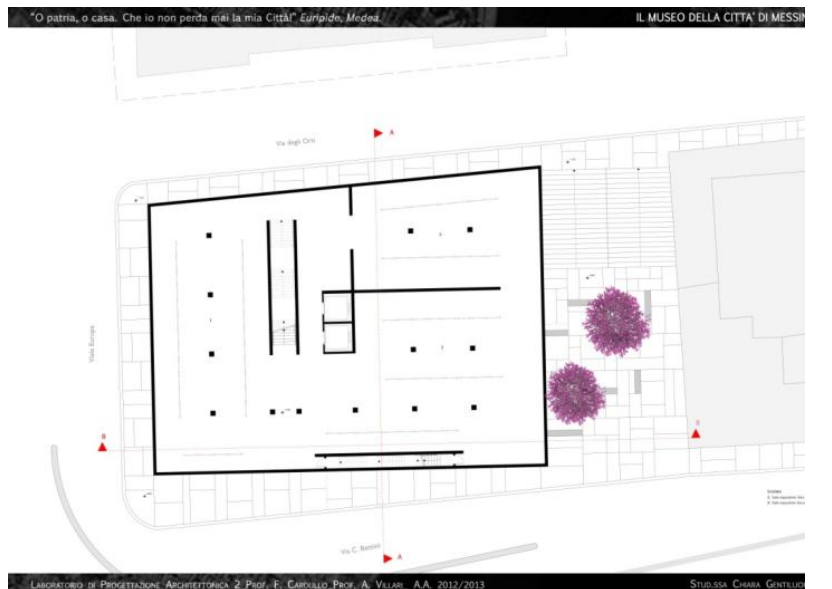 "O patria, o casa. Che io non perda mai la mia Città!" Euripide, Medea.
IL MUSEO DELLA CITTA' DI MESSIN
A
Via degli Orti
1
2
Viale Europa
B
B
Via C. Battisti
A
LABORATORIO DI PROGETTAZIONE ARCHITETTONICA 2 PROF. F. CARDULLO PROF. A. VILLARI A.A. 2012/2013
STUD.SSA CHIARA GENTILUO